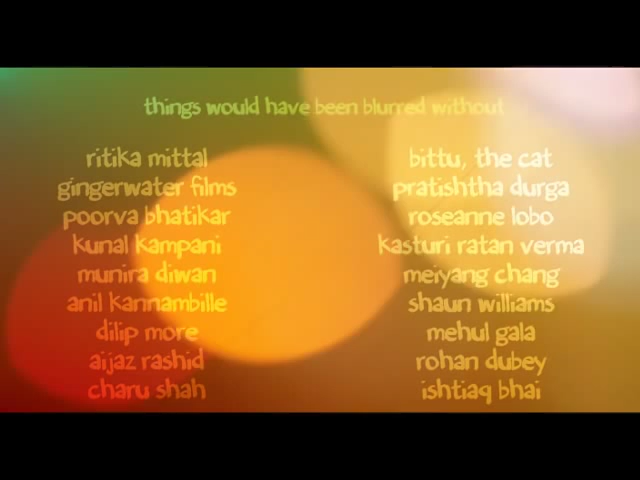 things would have been blurred without
ritika mittal
gingerwater films
poorva bhatikar
kunal kampani
munira diwan
anil kannambille
dilip more
aijaz rashid
charu shah
bittu, the cat
pratishtha durga
roseanne lobo
kasturi ratan verma
meiyang chang
shaun williams
mehul gala
rohan dubey
ishtiaq bhai